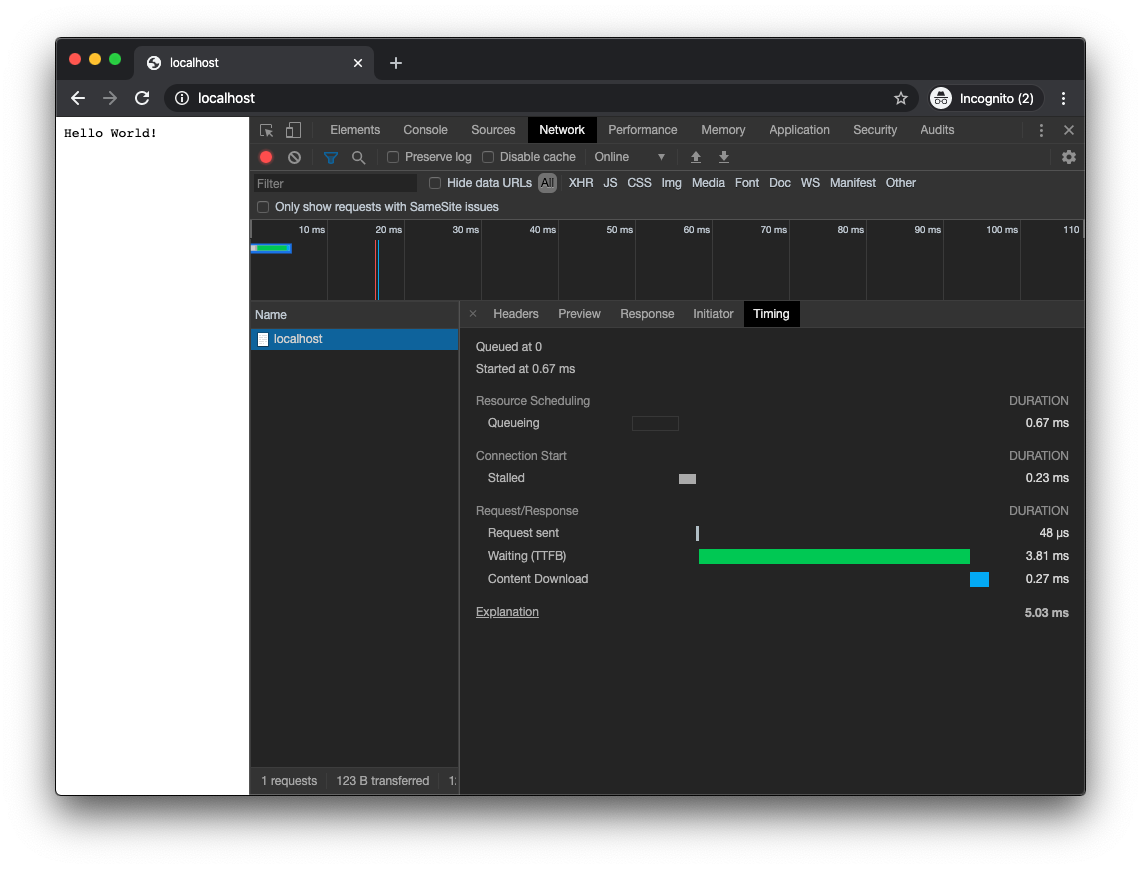 localhost
localhost
Incognito (2)
Hello World!
Elements Console Sources Network Performance Memory Application Security Audits
Preserve log Disable cache Online
Filter Hide data URLs All XHR JS CSS Img Media Font Doc WS Manifest Other
Only show requests with SameSite issues
10 ms 20 ms 30 ms 40 ms 50 ms 60 ms 70 ms 80 ms 90 ms 100 ms 110
Name
Headers Preview Response Initiator Timing
localhost
Queued at 0
Started at 0.67 ms
Resource Scheduling DURATION
Queueing 0.67 ms
Connection Start DURATION
Stalled 0.23 ms
Request/Response DURATION
Request sent 48 µs
Waiting (TTFB) 3.81 ms
Content Download 0.27 ms
Explanation 5.03 ms
1 requests 123 B transferred